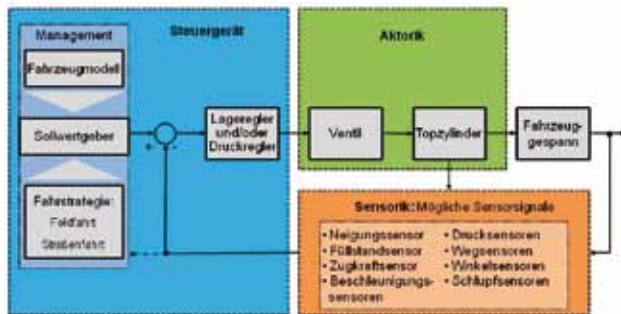 Management
Steuergerät
Aktorik
Fahrzeugmodell
Sollwertgeber
Lageregler
und/oder
Druckregler
Ventil
Topzylinder
Fahrzeug-
gespann
Fahrstrategie:
Feldfahrt
Straßenfahrt
Sensorik: Mögliche Sensorsignale
• Neigungssensor
• Füllstandsensor
• Zugkraftsensor
• Beschleunigungs-
sensoren
• Drucksensoren
• Wegsensoren
• Winkelsensoren
• Schlupfsensoren